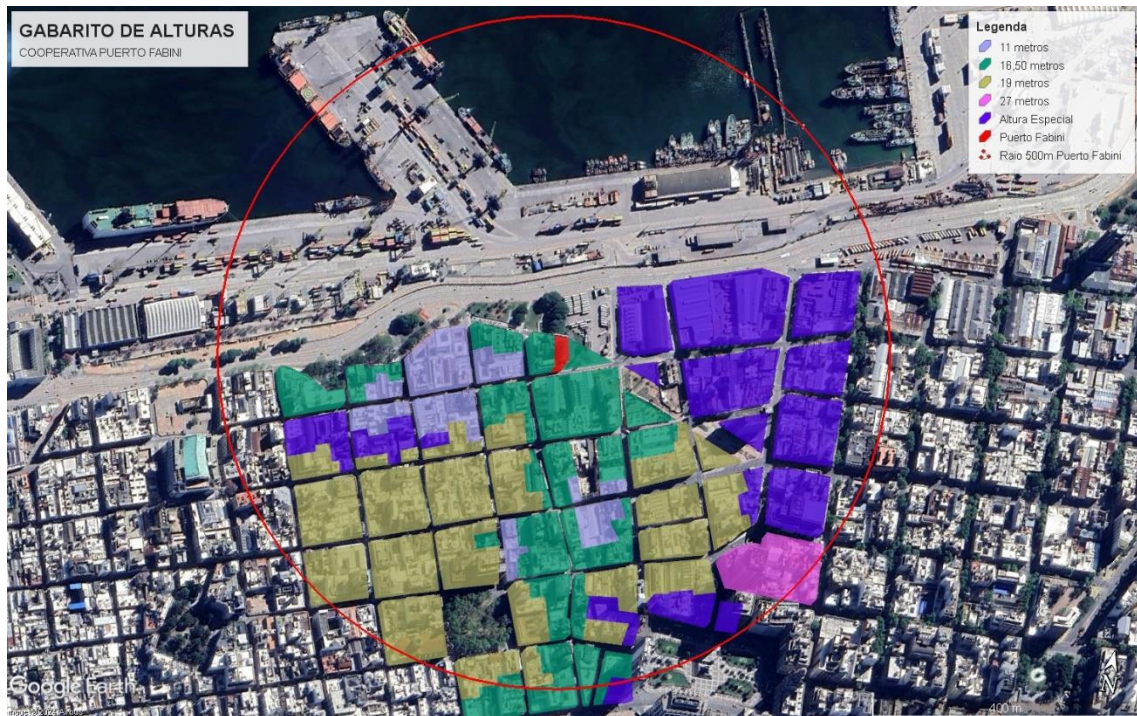 GABARITO DE ALTURAS
COOPERATIVA PUERTO FABINI
Legenda
11 metros
16,50 metros
19 metros
27 metros
Altura Especial
Puerto Fabini
Raio 500m Puerto Fabini
Google Earth
400 m